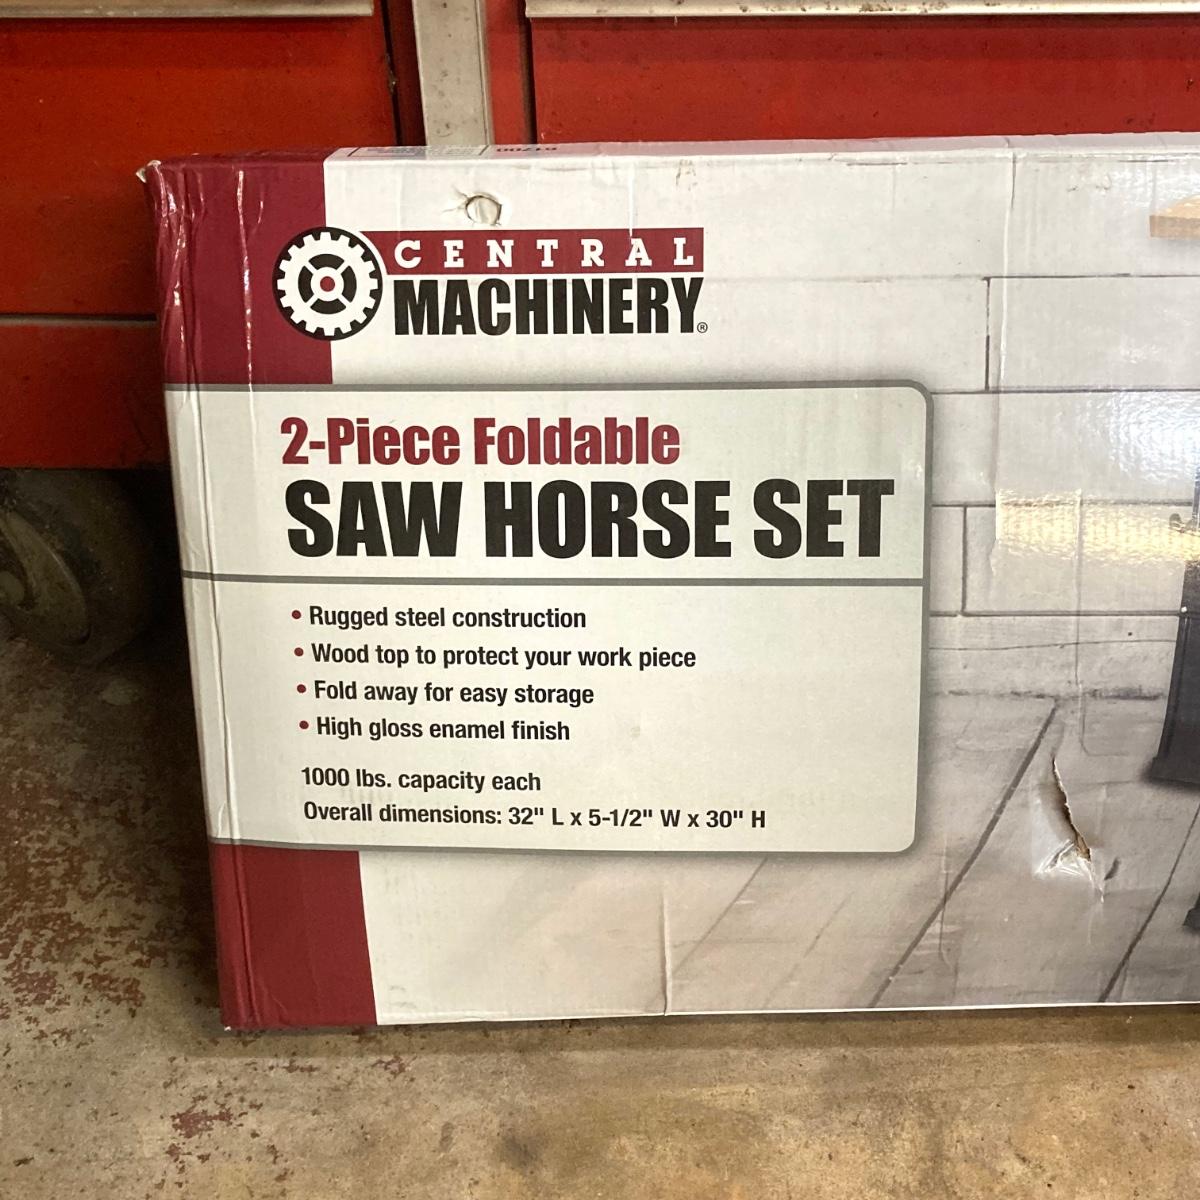 CENTRAL
MACHINERY®
2-Piece Foldable
SAW HORSE SET
• Rugged steel construction
• Wood top to protect your work piece
• Fold away for easy storage
• High gloss enamel finish
1000 lbs. capacity each
Overall dimensions: 32" L x 5-1/2" W x 30" H